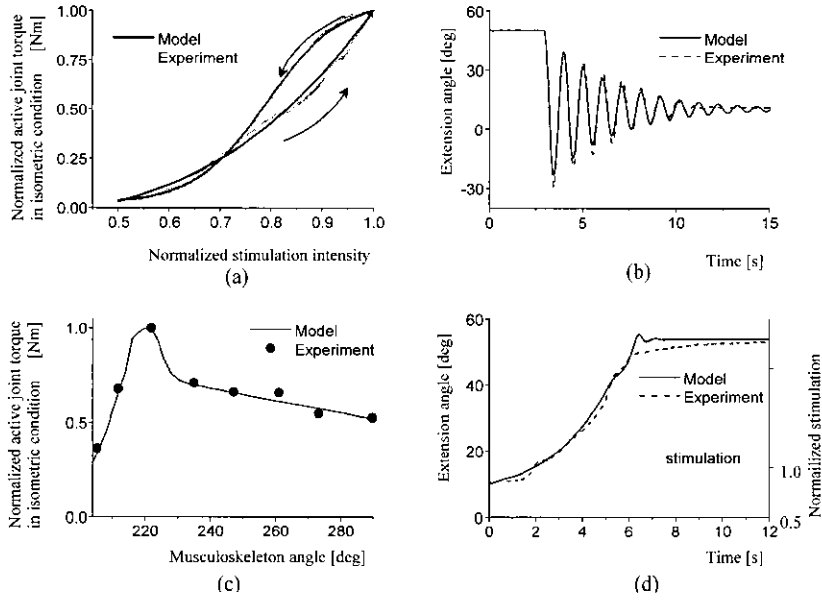 Normalized active joint torque
in isometric condition [Nm]
1.00
0.75
0.50
0.25
0.00
Model
Experiment
0.5 0.6 0.7 0.8 0.9 1.0
Normalized stimulation intensity
(a)
Extension angle [deg]
60
30
0
-30
Model
Experiment
0 5 10 15
Time [s]
(b)
Normalized active joint torque
in isometric condition [Nm]
1.0
0.5
0.0
Model
Experiment
220 240 260 280
Musculoskeleton angle [deg]
(c)
Extension angle [deg]
60
40
20
0
Model
Experiment
stimulation
1.0
0.5
Normailized stimulation
0 2 4 6 8 10 12
Time [s]
(d)